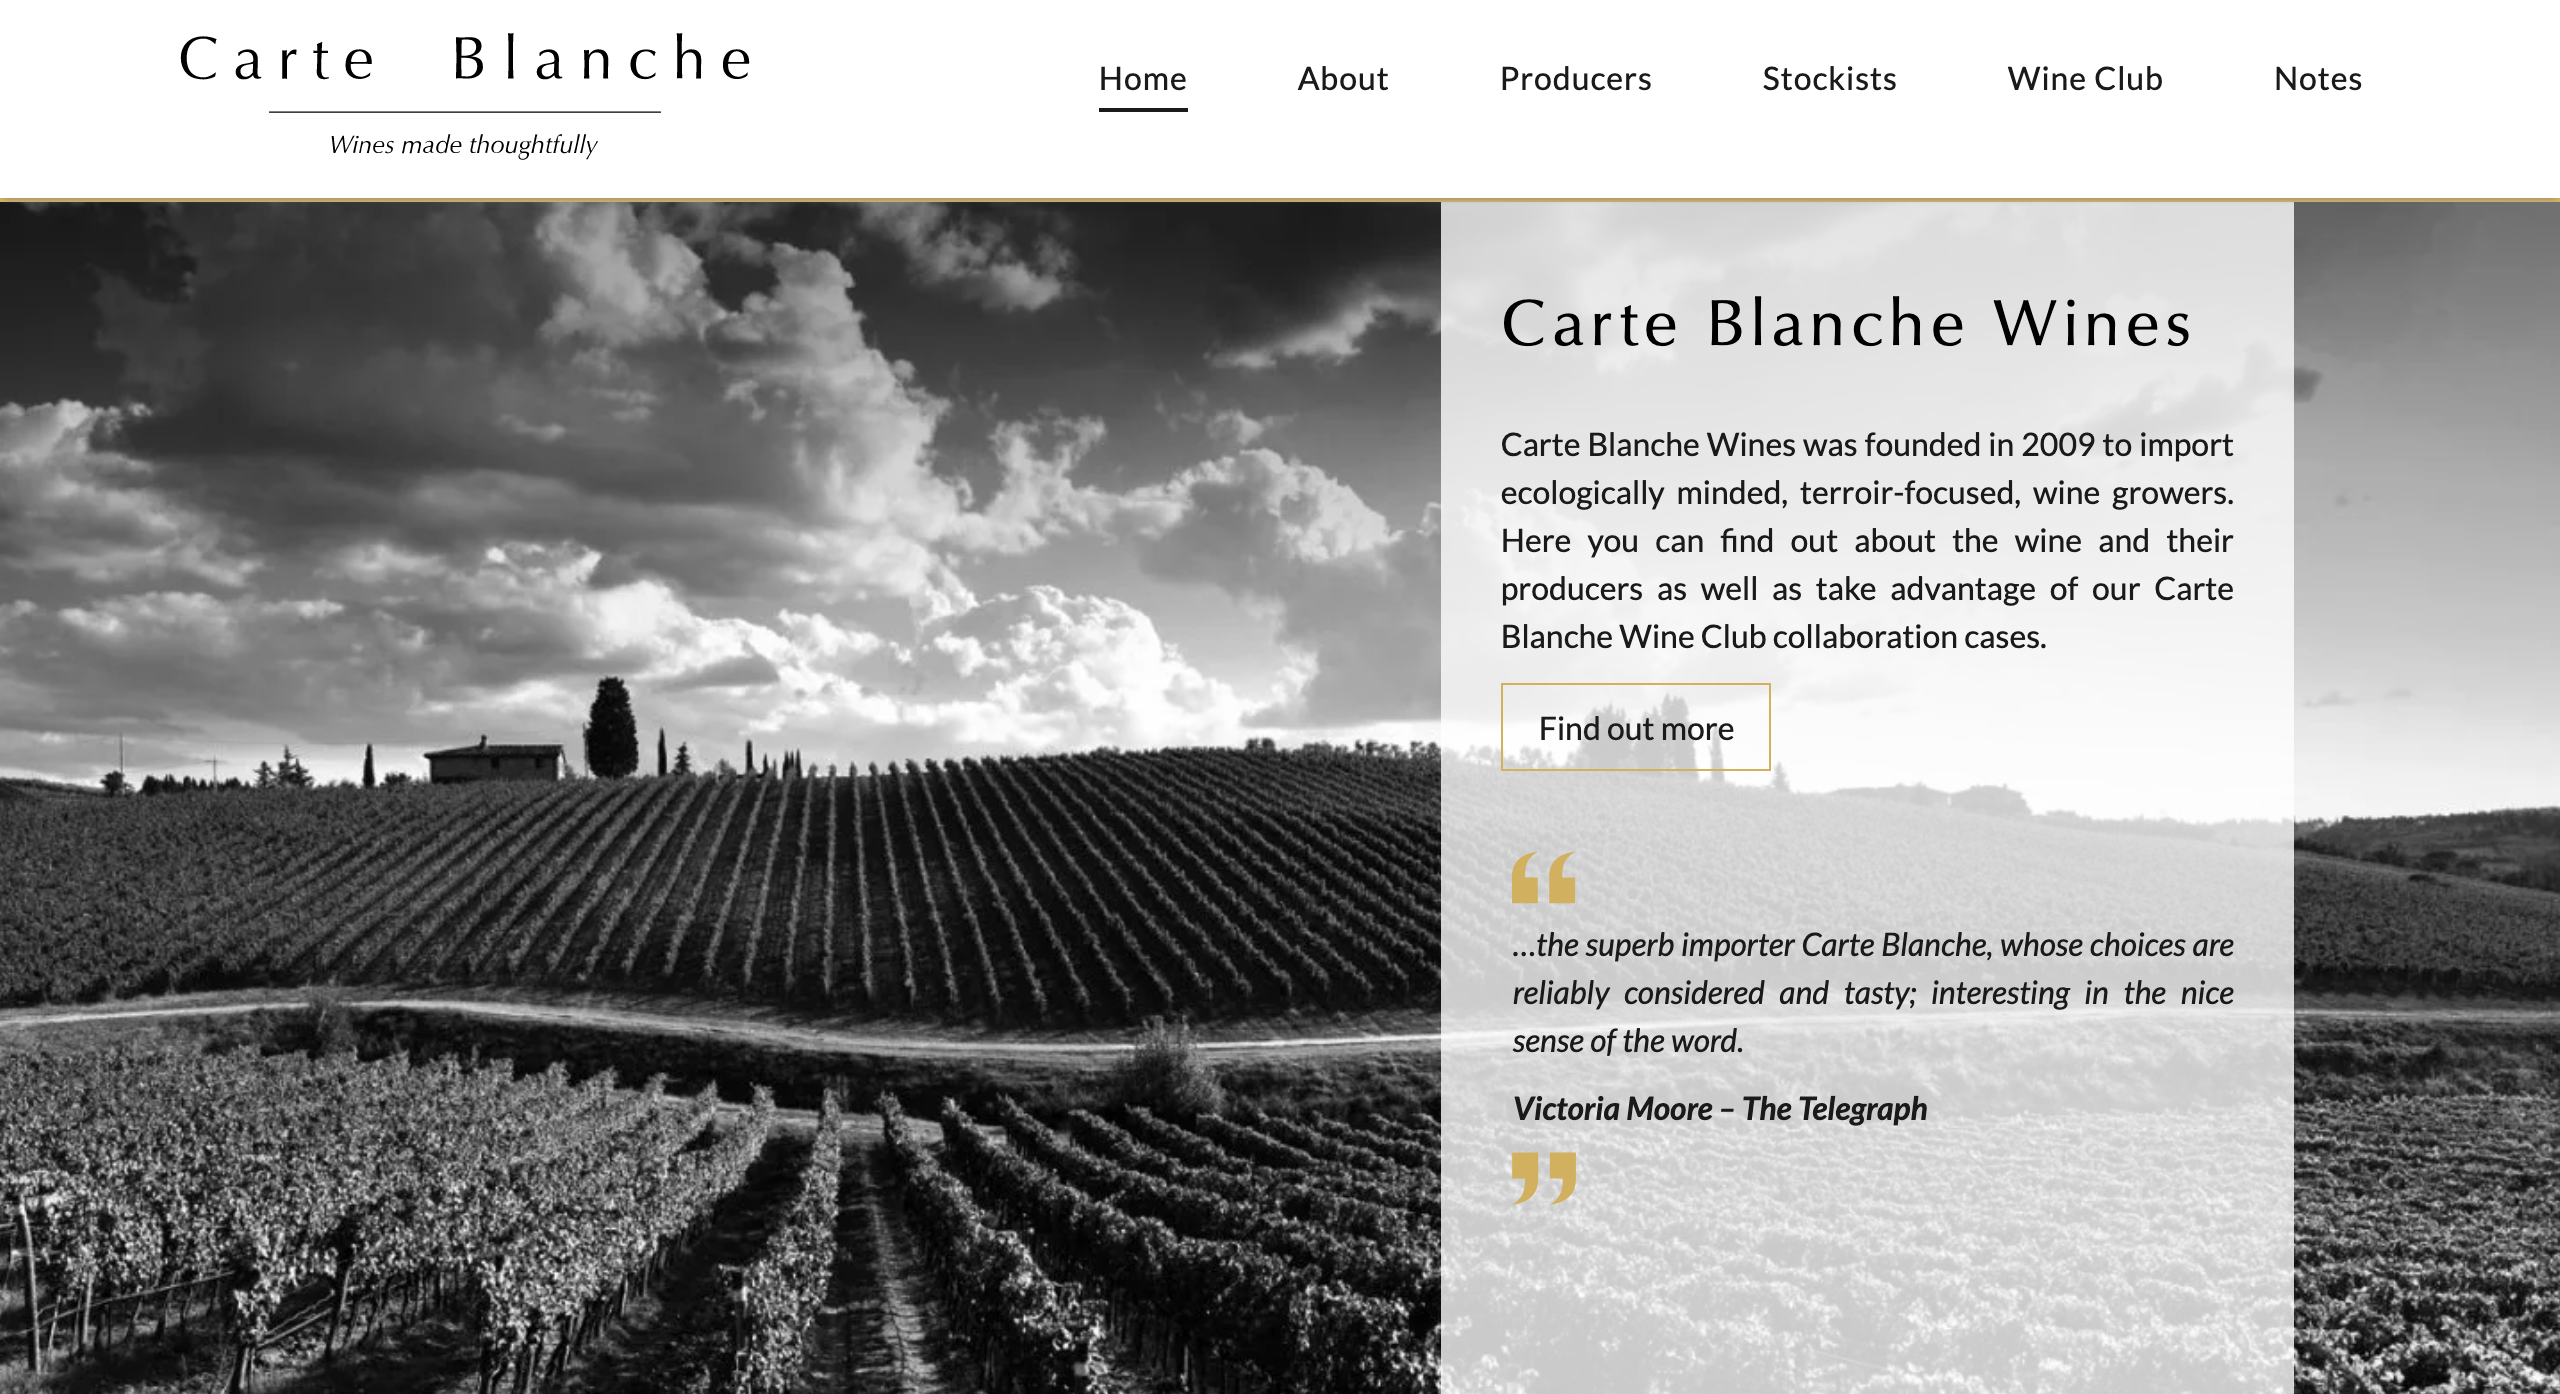 Carte Blanche
Wines made thoughtfully
Home About Producers Stockists Wine Club Notes
Carte Blanche Wines
Carte Blanche Wines was founded in 2009 to import
ecologically minded, terroir-focused, wine growers.
Here you can find out about the wine and their
producers as well as take advantage of our Carte
Blanche Wine Club collaboration cases.
Find out more
“
...the superb importer Carte Blanche, whose choices are
reliably considered and tasty; interesting in the nice
sense of the word.
Victoria Moore – The Telegraph
”